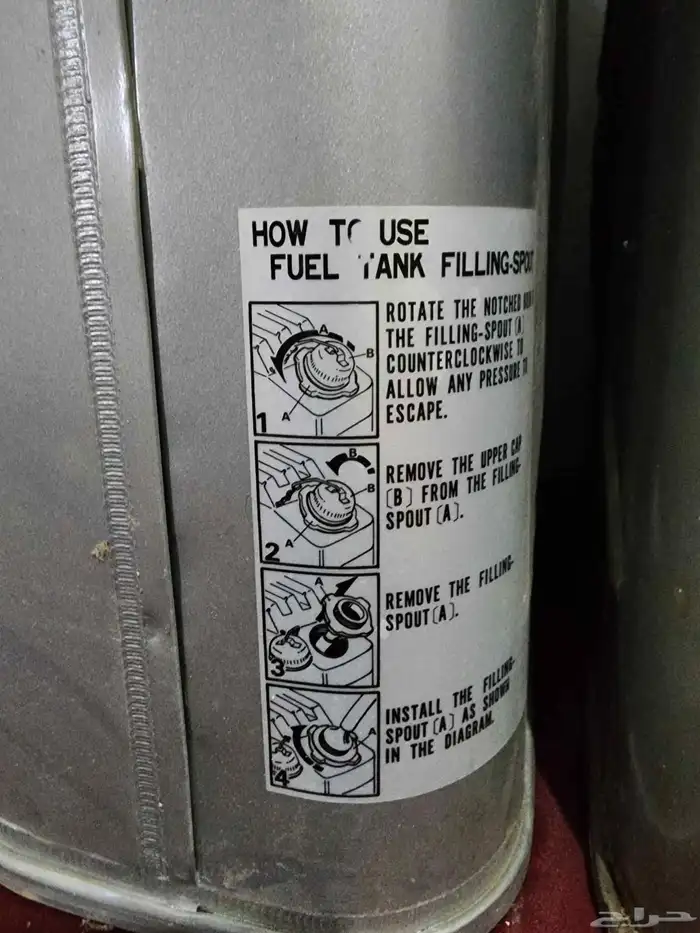 HOW TO USE
FUEL TANK FILLING-SPOUT
ROTATE THE NOTCHED
THE FILLING-SPOUT (A)
COUNTERCLOCKWISE TO
ALLOW ANY PRESSURE TO
ESCAPE.
A
B
A
1
REMOVE THE UPPER CAP
(B) FROM THE FILLING-
SPOUT (A).
B
B
A
2
REMOVE THE FILLING-
SPOUT (A).
A
3
INSTALL THE FILLING-
SPOUT (A) AS SHOWN
IN THE DIAGRAM.
A
4
حراج